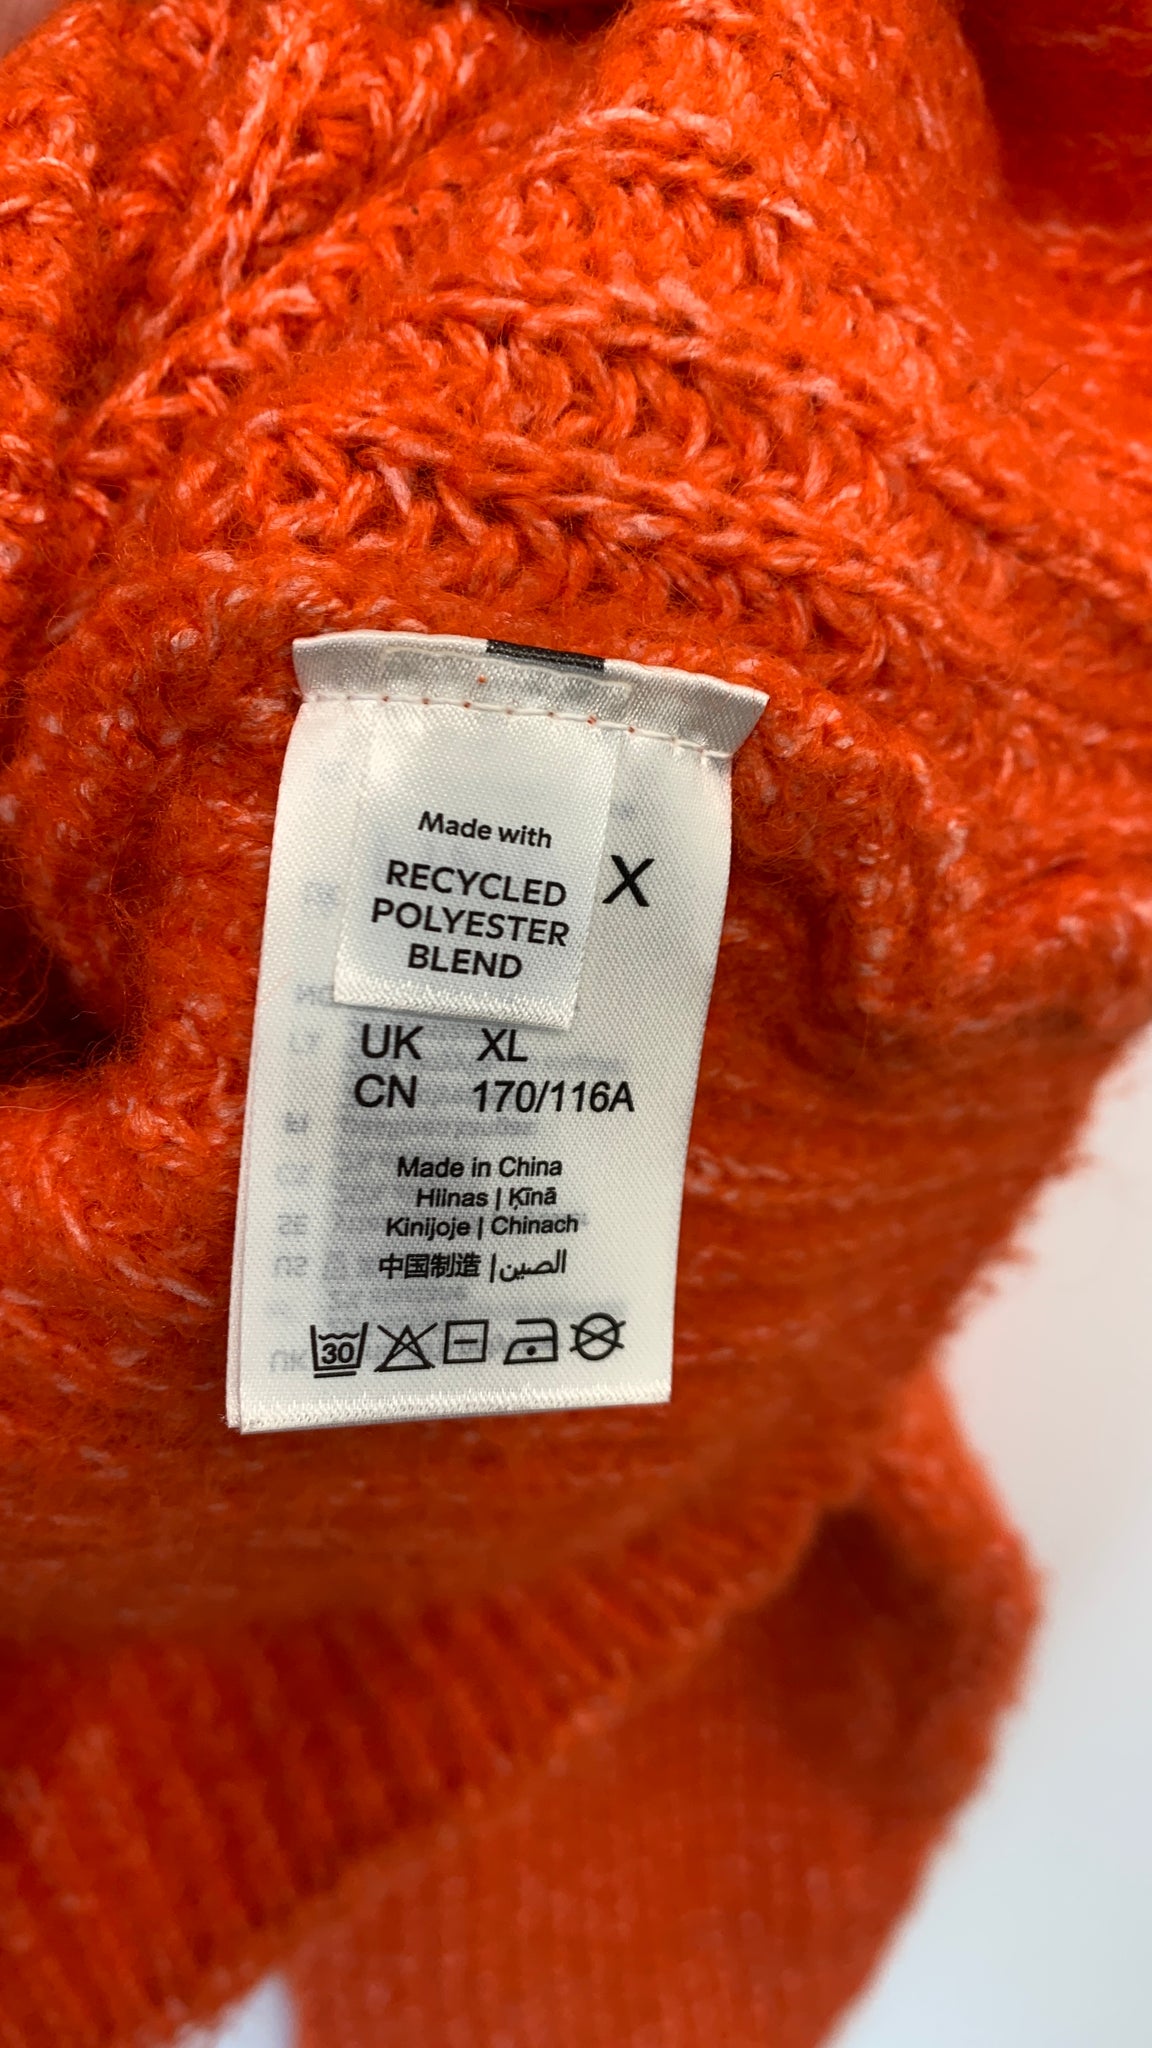 Made with
RECYCLED
POLYESTER
BLEND
X
UK XL
CN 170/116A
Made in China
Hiinas | Ķīnā
Kinijoje | Chinach
中国制造 | الصين
30